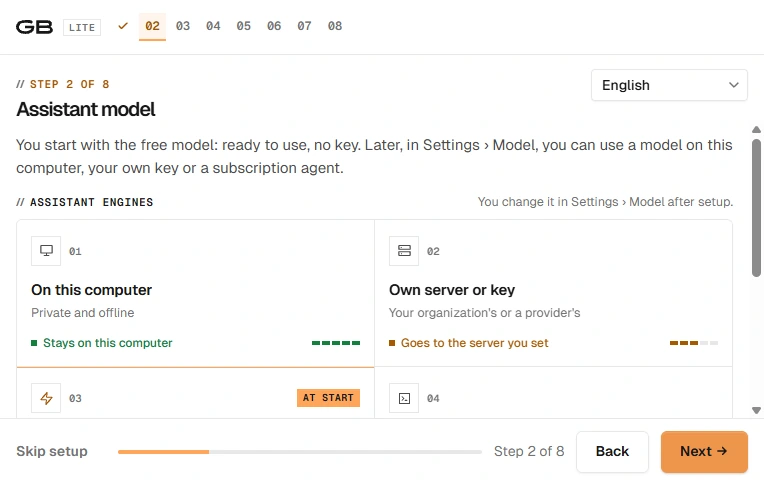 GB LITE 02 03 04 05 06 07 08
// STEP 2 OF 8
English
Assistant model
You start with the free model: ready to use, no key. Later, in Settings › Model, you can use a model on this
computer, your own key or a subscription agent.
// ASSISTANT ENGINES
You change it in Settings › Model after setup.
01
On this computer
Private and offline
Stays on this computer
02
Own server or key
Your organization's or a provider's
Goes to the server you set
03
AT START
04
Skip setup
Step 2 of 8
Back
Next →